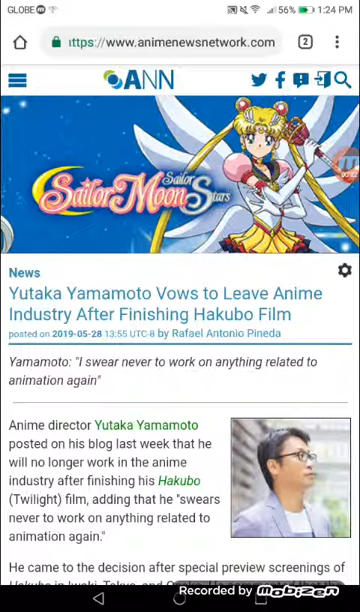 GLOBE
56% 1:24 PM
https://www.animenewsnetwork.com
2
ANN
Sailor Moon
Sailor
Stars
00:02
News
Yutaka Yamamoto Vows to Leave Anime
Industry After Finishing Hakubo Film
posted on 2019-05-28 13:55 UTC-8 by Rafael Antonio Pineda
Yamamoto: "I swear never to work on anything related to
animation again"
Anime director Yutaka Yamamoto
posted on his blog last week that he
will no longer work in the anime
industry after finishing his
Hakubo
(Twilight) film, adding that he "swears
never to work on anything related to
animation again."
He came to the decision after special preview screenings of
Recorded by Mobizen